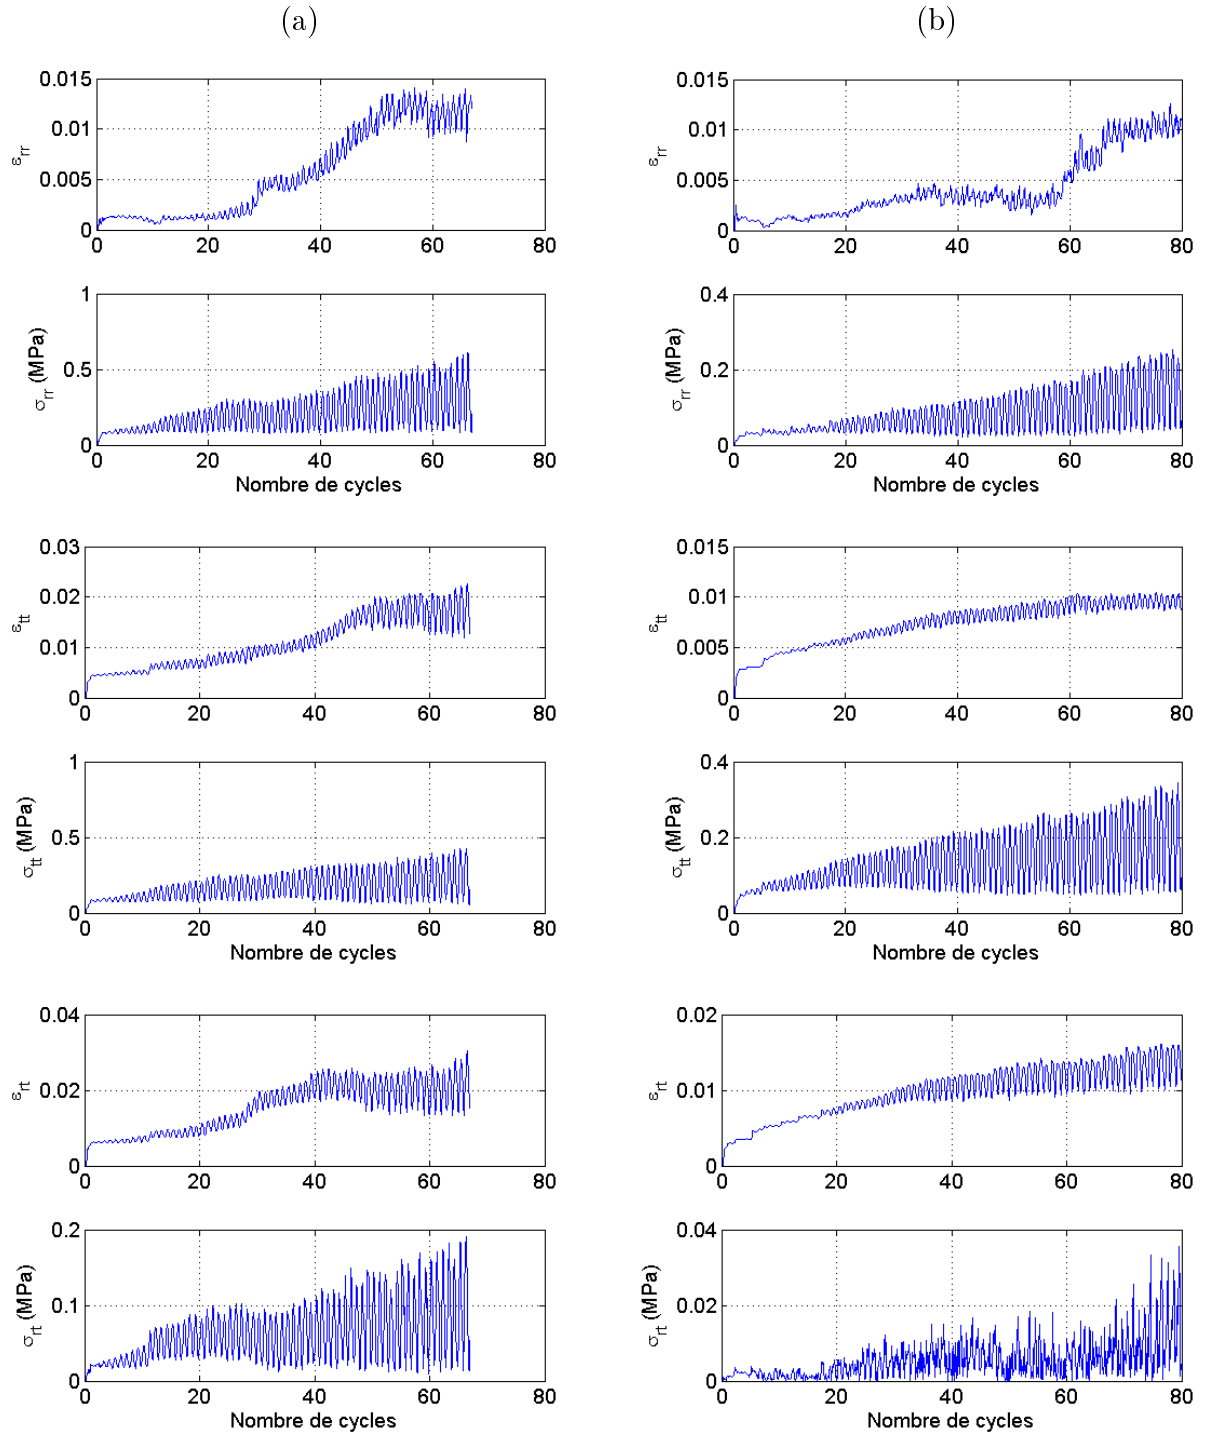 (a) (b)
0.015 0.01 0.005 0
ε_rr
0 20 40 60 80
0.015 0.01 0.005 0
ε_rr
0 20 40 60 80
1 0.5 0
σ_rr (MPa)
0 20 40 60 80
Nombre de cycles
0.4 0.2 0
σ_rr (MPa)
0 20 40 60 80
Nombre de cycles
0.03 0.02 0.01 0
ε_tt
0 20 40 60 80
0.015 0.01 0.005 0
ε_tt
0 20 40 60 80
1 0.5 0
σ_tt (MPa)
0 20 40 60 80
Nombre de cycles
0.4 0.2 0
σ_tt (MPa)
0 20 40 60 80
Nombre de cycles
0.04 0.02 0
ε_rt
0 20 40 60 80
0.02 0.01 0
ε_rt
0 20 40 60 80
0.2 0.1 0
σ_rt (MPa)
0 20 40 60 80
Nombre de cycles
0.04 0.02 0
σ_rt (MPa)
0 20 40 60 80
Nombre de cycles